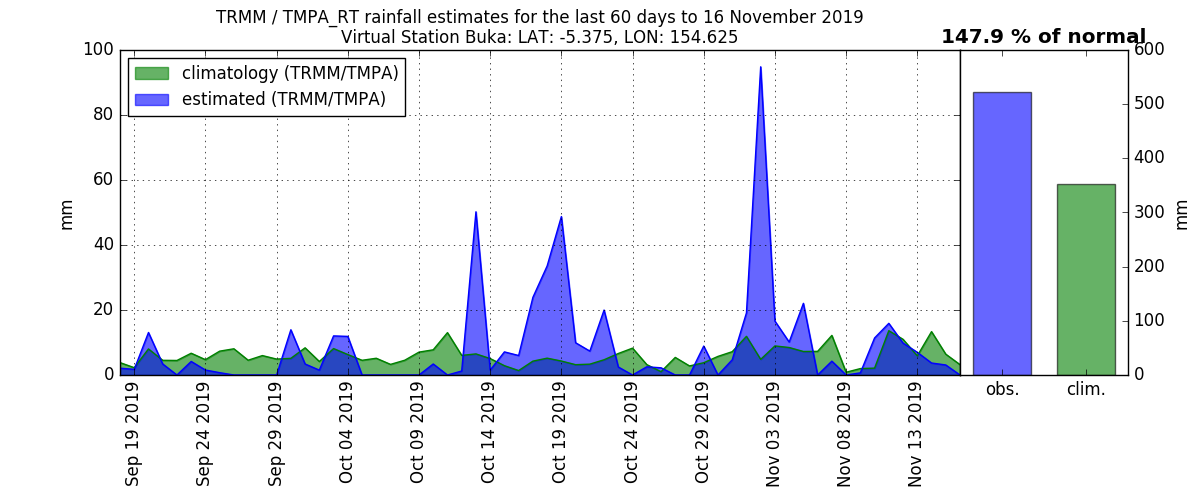 TRMM / TMPA_RT rainfall estimates for the last 60 days to 16 November 2019
Virtual Station Buka: LAT: -5.375, LON: 154.625
147.9 % of normal
climatology (TRMM/TMPA)
estimated (TRMM/TMPA)
100
80
60
40
20
0
mm
Sep 19 2019
Sep 24 2019
Sep 29 2019
Oct 04 2019
Oct 09 2019
Oct 14 2019
Oct 19 2019
Oct 24 2019
Oct 29 2019
Nov 03 2019
Nov 08 2019
Nov 13 2019
obs.
clim.
600
500
400
300
200
100
0
mm